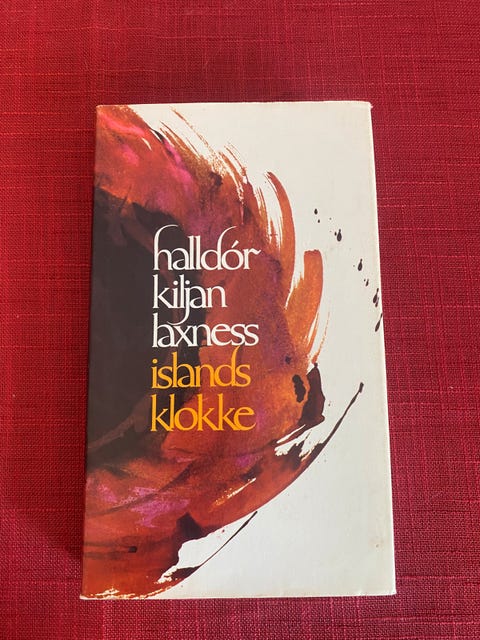 halldór
kiljan
laxness
islands
klokke